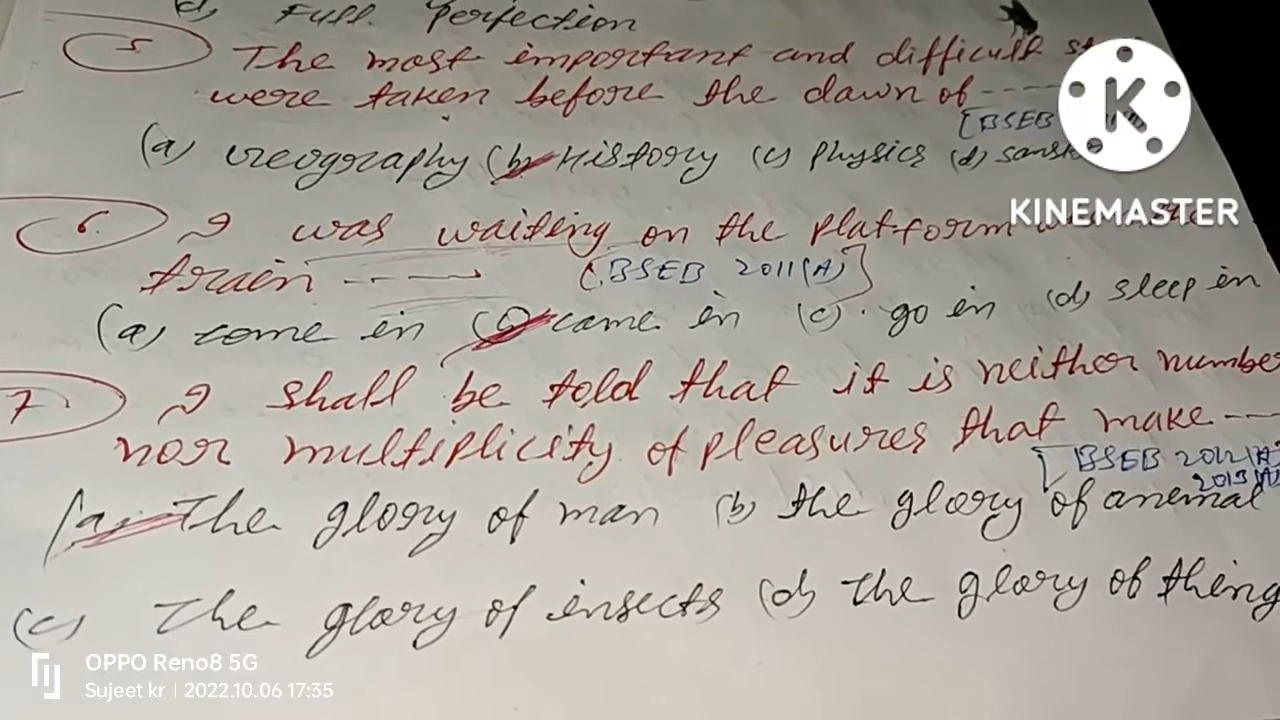 d, Full Perfection
5 The most important and difficult
were taken before the dawn of ----
[BSEB
(a) Geography (b) History (c) Physics (d)
6. I was waiting on the platform
train ---- [BSEB 2011(A)]
(a) come in (b) came in (c) go in (d) sleep in
7. I shall be told that it is neithor number
nor multiplicity of pleasures that make ---
[BSEB 2012(A)
2013(A)
(a) The glory of man (b) the glory of anemal
(c) The glory of insects (d) The glory of thing
K
KINEMASTER
OPPO Reno8 5G
Sujeet kr | 2022.10.06 17:35